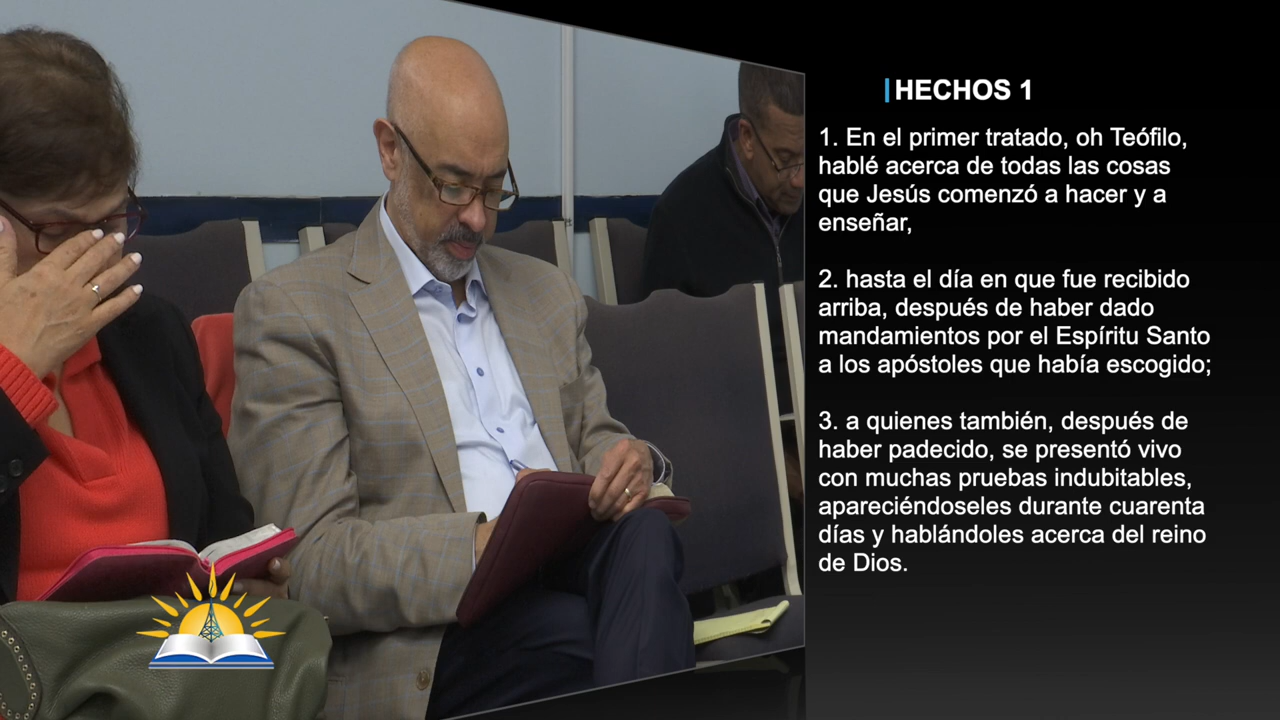 HECHOS 1
1. En el primer tratado, oh Teófilo,
hablé acerca de todas las cosas
que Jesús comenzó a hacer y a
enseñar,
2. hasta el día en que fue recibido
arriba, después de haber dado
mandamientos por el Espíritu Santo
a los apóstoles que había escogido;
3. a quienes también, después de
haber padecido, se presentó vivo
con muchas pruebas indubitables,
apareciéndoseles durante cuarenta
días y hablándoles acerca del reino
de Dios.